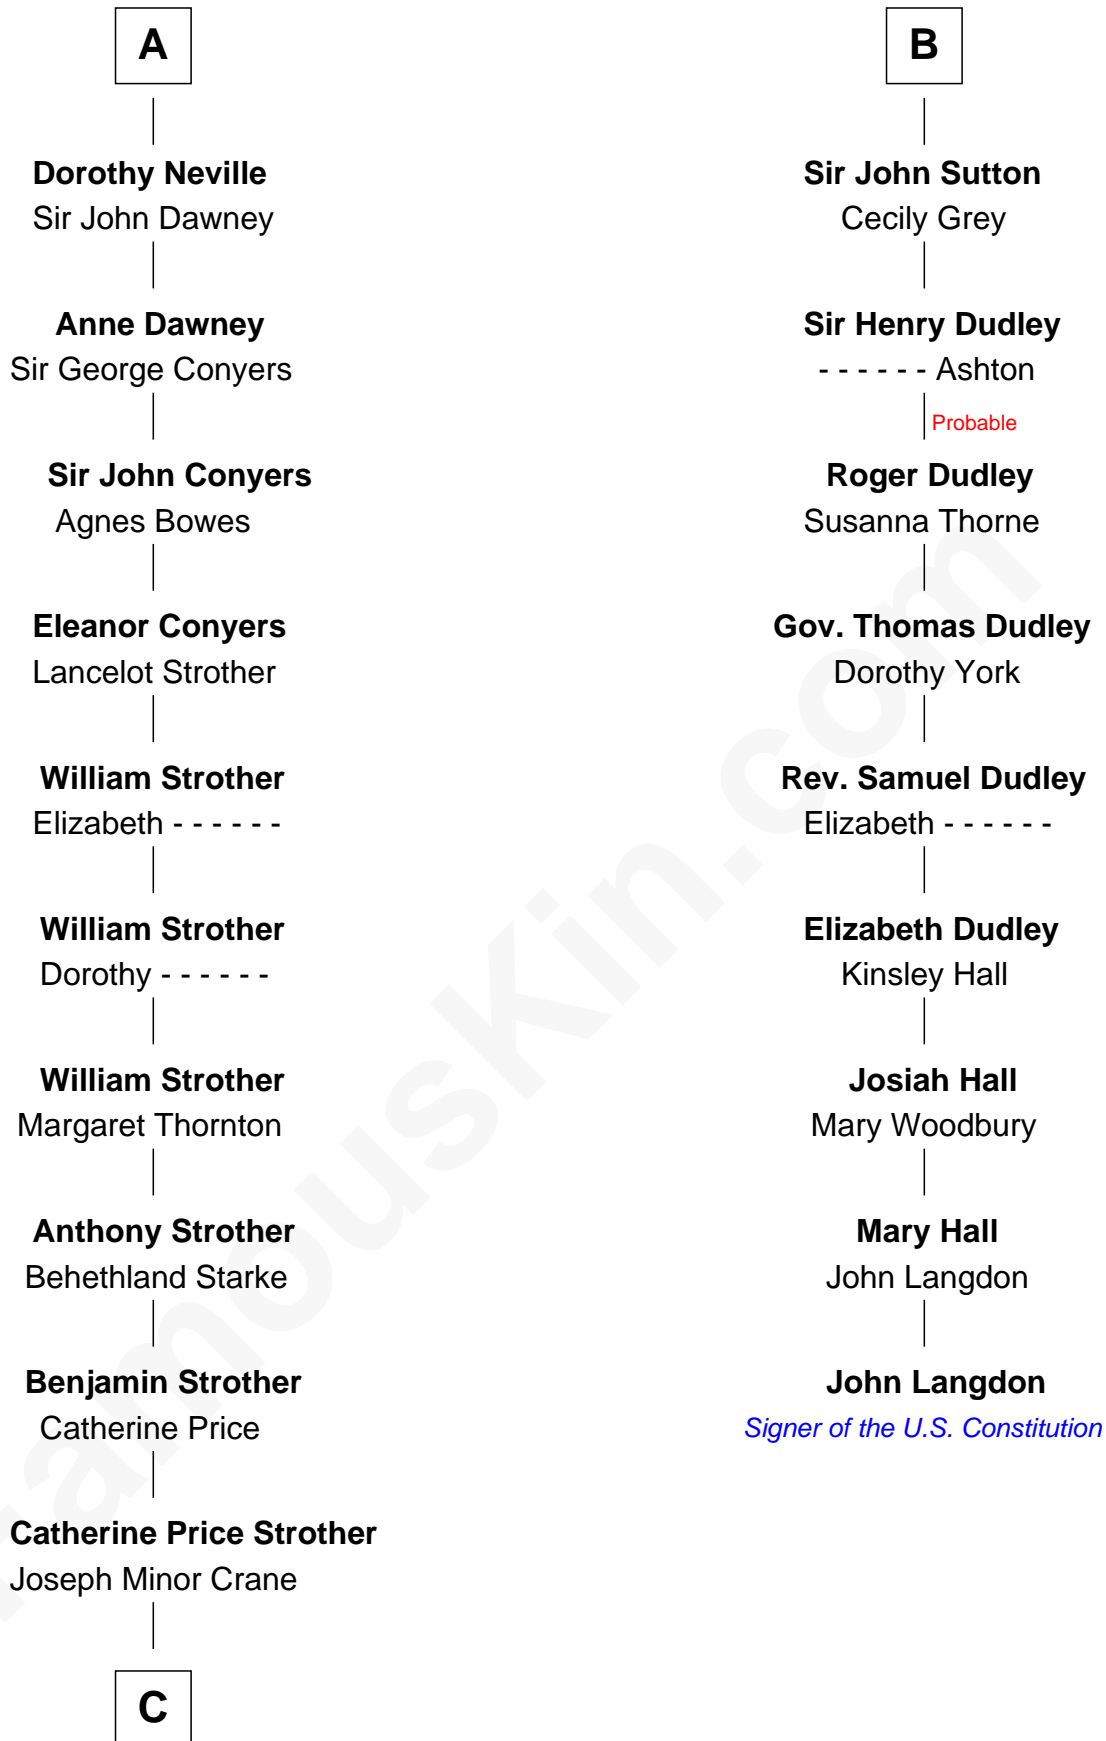 A
Dorothy Neville
Sir John Dawney
Anne Dawney
Sir George Conyers
Sir John Conyers
Agnes Bowes
Eleanor Conyers
Lancelot Strother
William Strother
Elizabeth - - - - - -
William Strother
Dorothy - - - - - -
William Strother
Margaret Thornton
Anthony Strother
Behethland Starke
Benjamin Strother
Catherine Price
Catherine Price Strother
Joseph Minor Crane
C
B
Sir John Sutton
Cecily Grey
Sir Henry Dudley
- - - - - - Ashton
Probable
Roger Dudley
Susanna Thorne
Gov. Thomas Dudley
Dorothy York
Rev. Samuel Dudley
Elizabeth - - - - - -
Elizabeth Dudley
Kinsley Hall
Josiah Hall
Mary Woodbury
Mary Hall
John Langdon
John Langdon
Signer of the U.S. Constitution
FamousKin.com